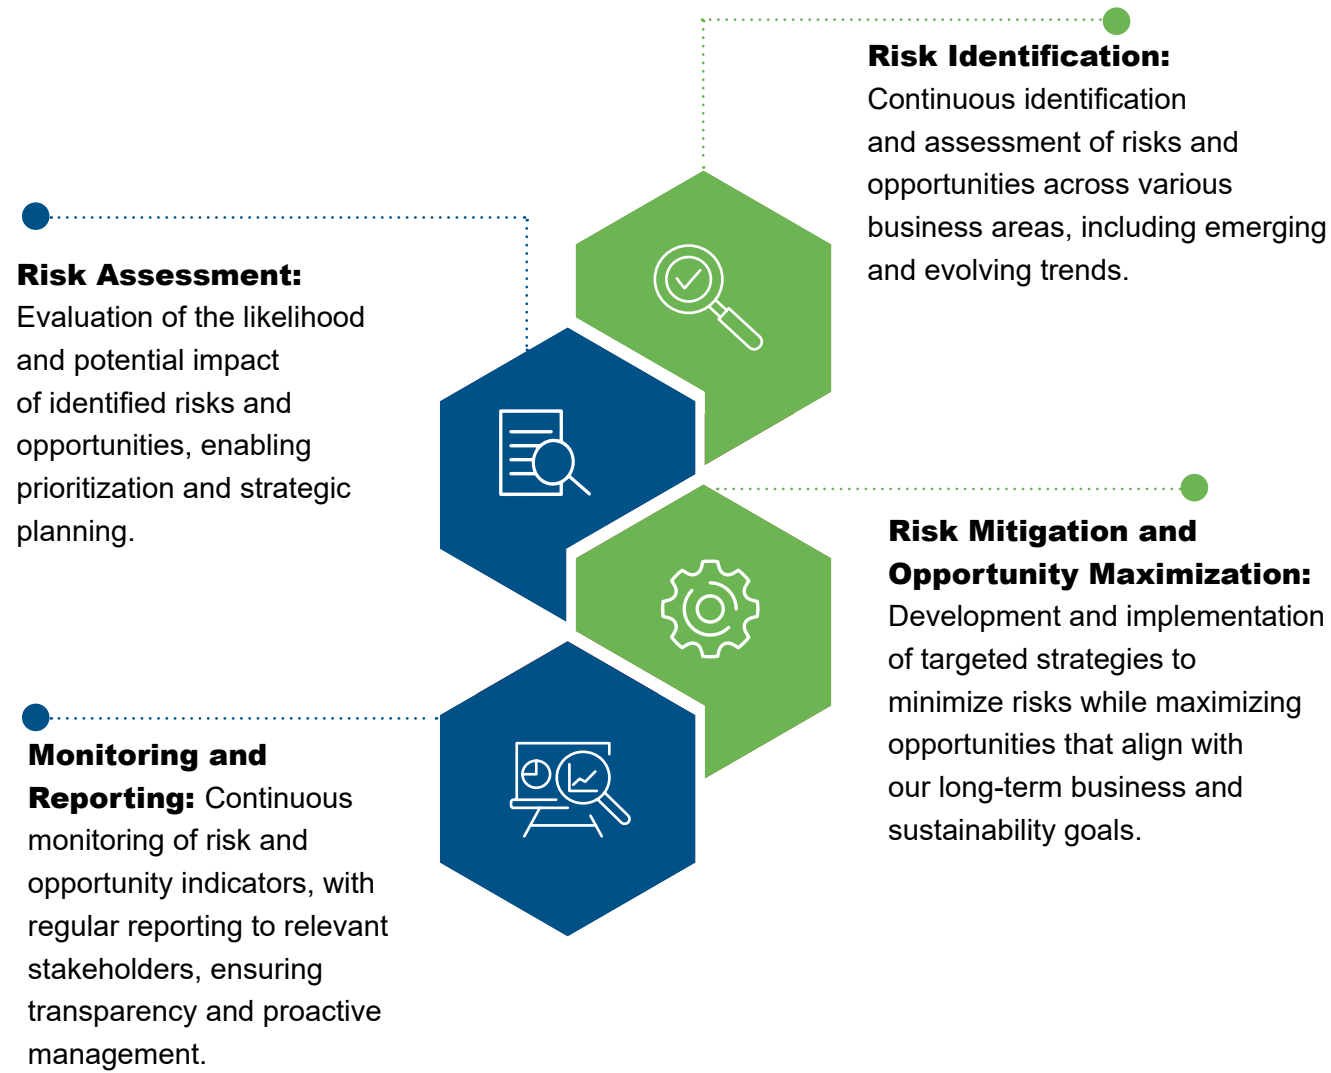 Risk Identification:
Continuous identification
and assessment of risks and
opportunities across various
business areas, including emerging
and evolving trends.
Risk Assessment:
Evaluation of the likelihood
and potential impact
of identified risks and
opportunities, enabling
prioritization and strategic
planning.
Risk Mitigation and
Opportunity Maximization:
Development and implementation
of targeted strategies to
minimize risks while maximizing
opportunities that align with
our long-term business and
sustainability goals.
Monitoring and
Reporting: Continuous
monitoring of risk and
opportunity indicators, with
regular reporting to relevant
stakeholders, ensuring
transparency and proactive
management.